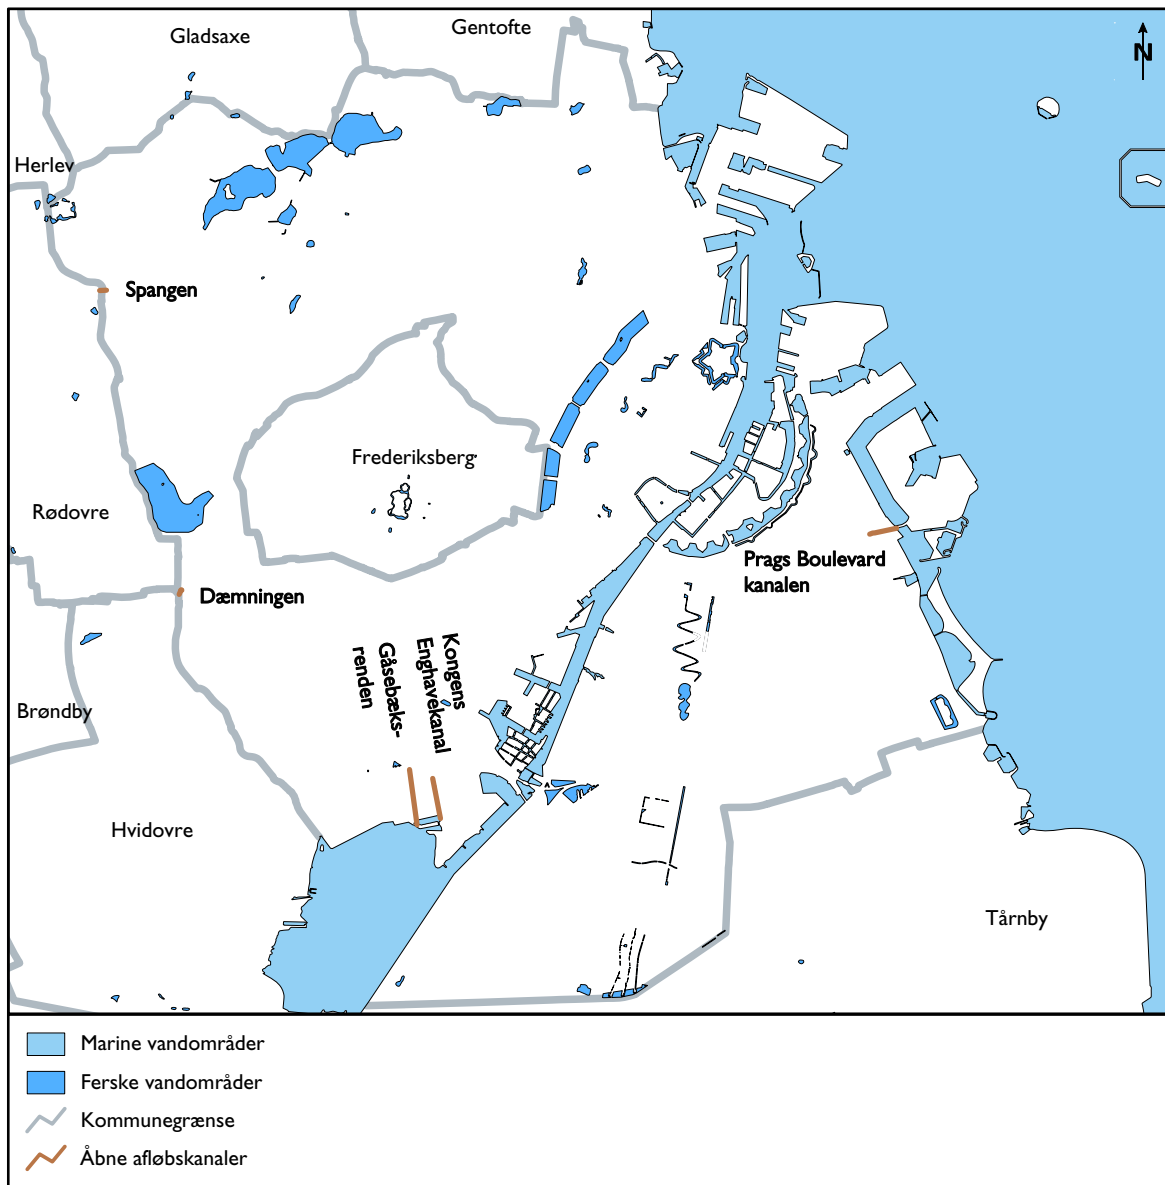 Gladsaxe
Gentofte
N
Herlev
Spangen
Frederiksberg
Rødovre
Prags Boulevard
kanalen
Dæmningen
Kongens
Enghavekanal
Gåsebæks-
renden
Brøndby
Hvidovre
Tårnby
Marine vandområder
Ferske vandområder
Kommunegrænse
Åbne afløbskanaler